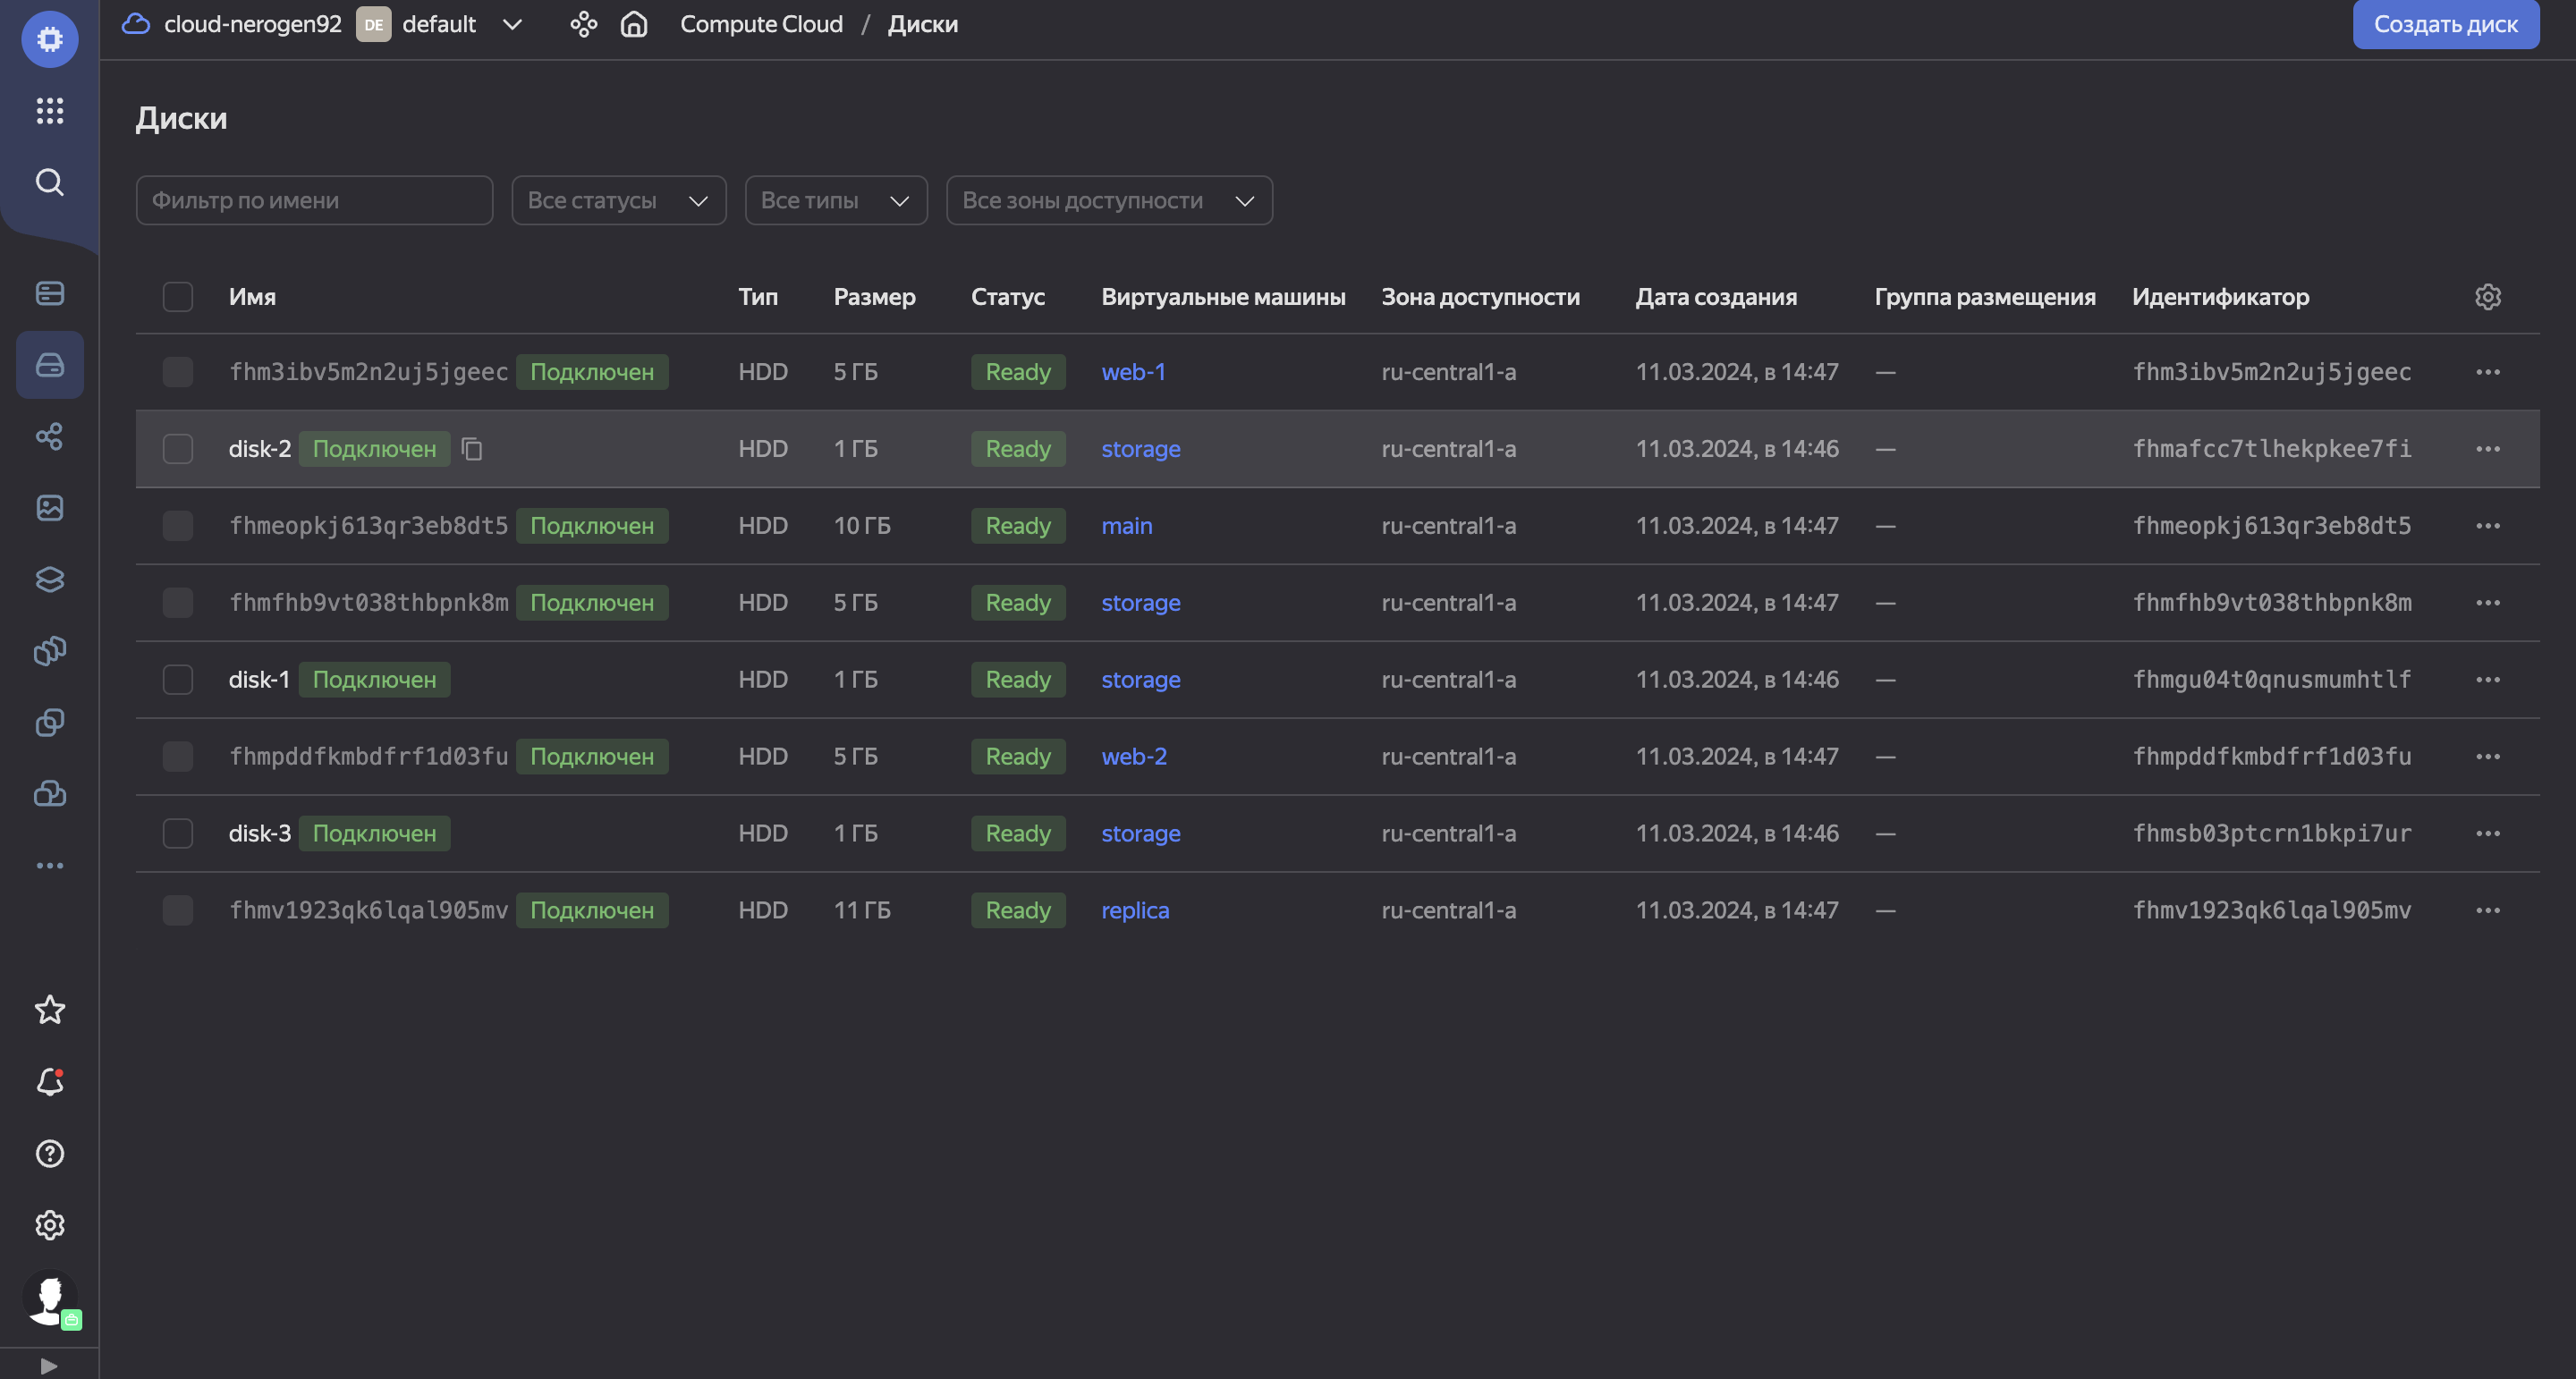 cloud-nerogen92 DE default Compute Cloud / Диски Создать диск
Диски
Фильтр по имени Все статусы Все типы Все зоны доступности
Имя Тип Размер Статус Виртуальные машины Зона доступности Дата создания Группа размещения Идентификатор
fhm3ibv5m2n2uj5jgeec Подключен HDD 5 ГБ Ready web-1 ru-central1-a 11.03.2024, в 14:47 — fhm3ibv5m2n2uj5jgeec
disk-2 Подключен HDD 1 ГБ Ready storage ru-central1-a 11.03.2024, в 14:46 — fhmafcc7tlhekpkee7fi
fhmeopkj613qr3eb8dt5 Подключен HDD 10 ГБ Ready main ru-central1-a 11.03.2024, в 14:47 — fhmeopkj613qr3eb8dt5
fhmfhb9vt038thbpnk8m Подключен HDD 5 ГБ Ready storage ru-central1-a 11.03.2024, в 14:47 — fhmfhb9vt038thbpnk8m
disk-1 Подключен HDD 1 ГБ Ready storage ru-central1-a 11.03.2024, в 14:46 — fhmgu04t0qnusmumhtlf
fhmpddfkmbdfrf1d03fu Подключен HDD 5 ГБ Ready web-2 ru-central1-a 11.03.2024, в 14:47 — fhmpddfkmbdfrf1d03fu
disk-3 Подключен HDD 1 ГБ Ready storage ru-central1-a 11.03.2024, в 14:46 — fhmsb03ptcrn1bkpi7ur
fhmv1923qk6lqal905mv Подключен HDD 11 ГБ Ready replica ru-central1-a 11.03.2024, в 14:47 — fhmv1923qk6lqal905mv